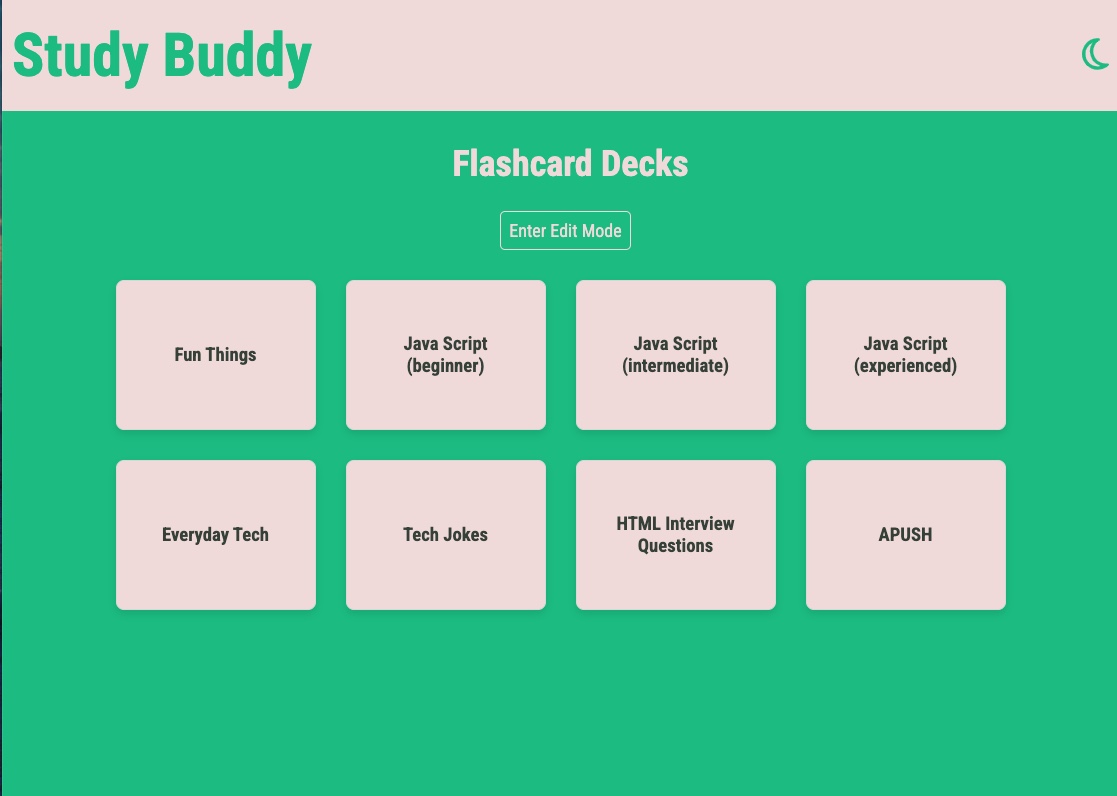 Study Buddy
Flashcard Decks
Enter Edit Mode
Fun Things
Java Script
(beginner)
Java Script
(intermediate)
Java Script
(experienced)
Everyday Tech
Tech Jokes
HTML Interview
Questions
APUSH